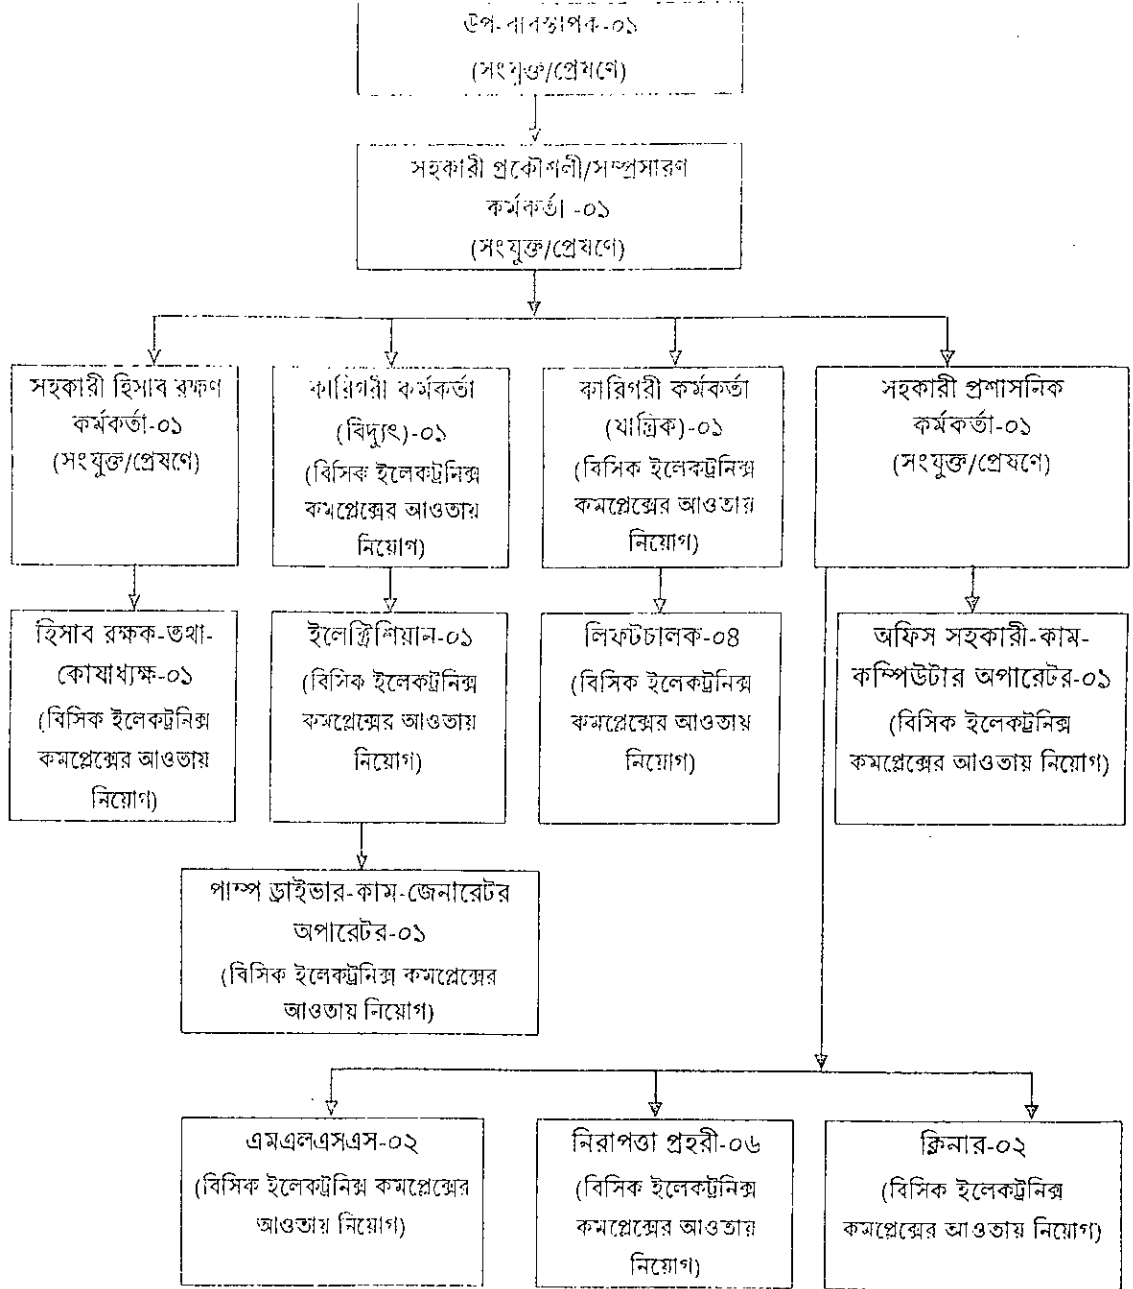 উপ-ব্যবস্থাপক-০১
(সংযুক্ত/প্রেষণে)
সহকারী প্রকৌশলী/সম্প্রসারণ
কর্মকর্তা -০১
(সংযুক্ত/প্রেষণে)
সহকারী হিসাব রক্ষণ
কর্মকর্তা-০১
(সংযুক্ত/প্রেষণে)
কারিগরী কর্মকর্তা
(বিদ্যুৎ)-০১
(বিসিক ইলেকট্রনিক্স
কমপ্লেক্সের আওতায়
নিয়োগ)
কারিগরী কর্মকর্তা
(যান্ত্রিক)-০১
(বিসিক ইলেকট্রনিক্স
কমপ্লেক্সের আওতায়
নিয়োগ)
সহকারী প্রশাসনিক
কর্মকর্তা-০১
(সংযুক্ত/প্রেষণে)
হিসাব রক্ষক-তথা-
কোষাধ্যক্ষ-০১
(বিসিক ইলেকট্রনিক্স
কমপ্লেক্সের আওতায়
নিয়োগ)
ইলেক্ট্রিশিয়ান-০১
(বিসিক ইলেকট্রনিক্স
কমপ্লেক্সের আওতায়
নিয়োগ)
লিফটচালক-০৪
(বিসিক ইলেকট্রনিক্স
কমপ্লেক্সের আওতায়
নিয়োগ)
অফিস সহকারী-কাম-
কম্পিউটার অপারেটর-০১
(বিসিক ইলেকট্রনিক্স
কমপ্লেক্সের আওতায় নিয়োগ)
পাম্প ড্রাইভার-কাম-জেনারেটর
অপারেটর-০১
(বিসিক ইলেকট্রনিক্স কমপ্লেক্সের
আওতায় নিয়োগ)
এমএলএসএস-০২
(বিসিক ইলেকট্রনিক্স কমপ্লেক্সের
আওতায় নিয়োগ)
নিরাপত্তা প্রহরী-০৬
(বিসিক ইলেকট্রনিক্স
কমপ্লেক্সের আওতায়
নিয়োগ)
ক্লিনার-০২
(বিসিক ইলেকট্রনিক্স
কমপ্লেক্সের আওতায় নিয়োগ)